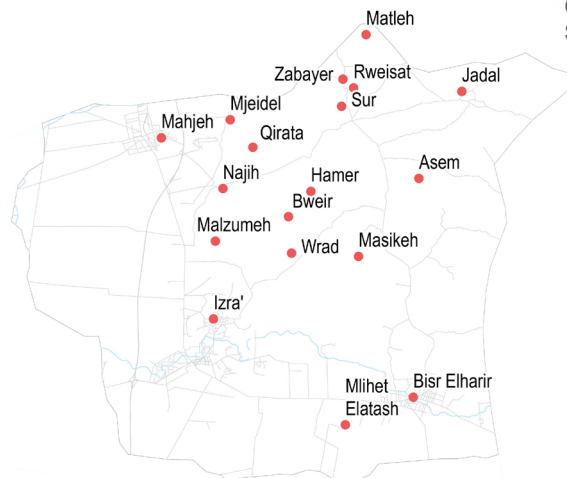 Matleh
Zabayer
Rweisat
Jadal
Sur
Mjeidel
Mahjeh
Qirata
Asem
Najih
Hamer
Bweir
Malzumeh
Wrad
Masikeh
Izra'
Mlihet
Elatash
Bisr Elharir